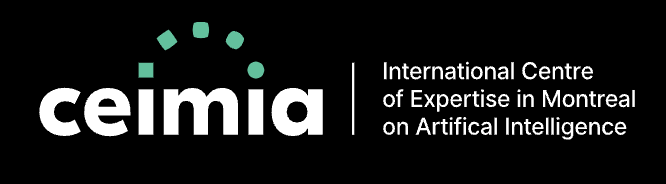 ceimia
International Centre
of Expertise in Montreal
on Artifical Intelligence